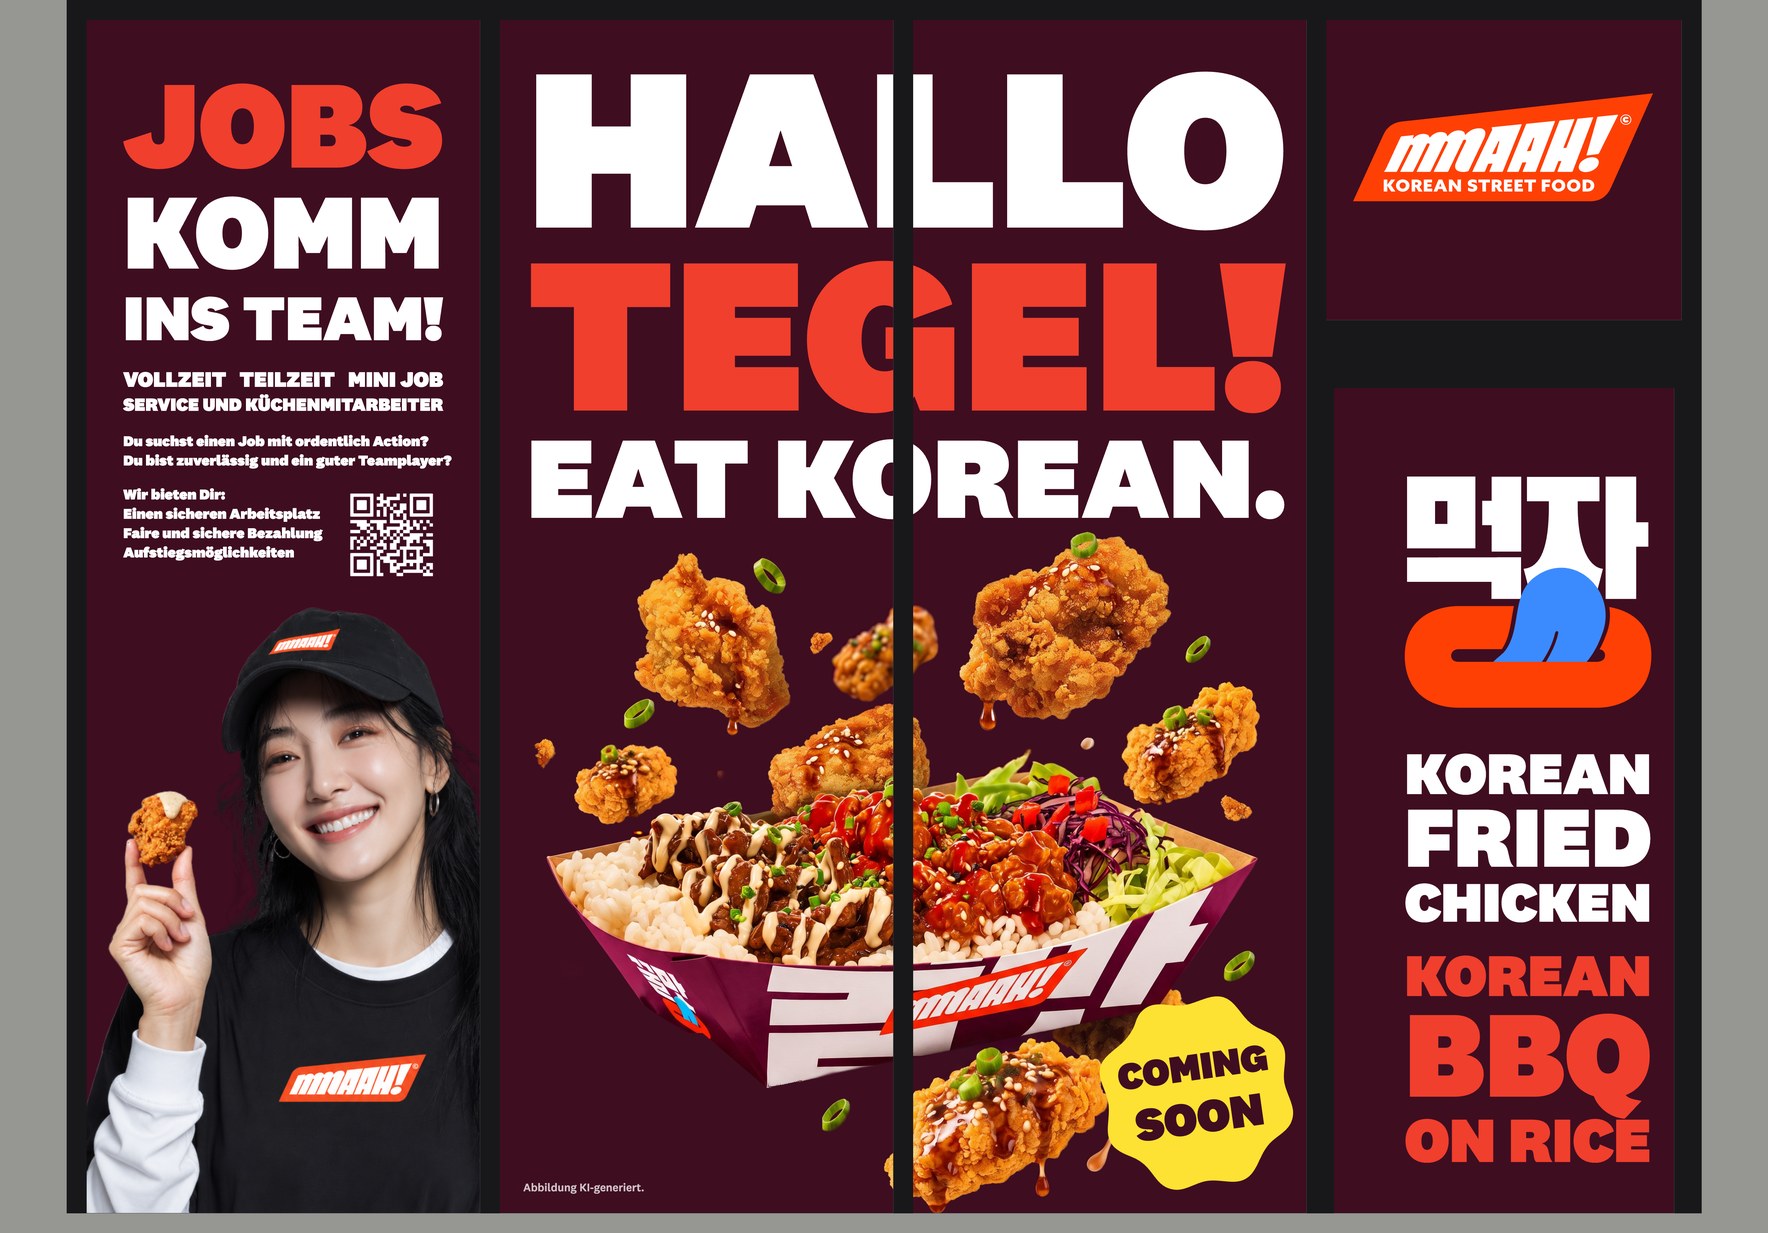 JOBS
KOMM
INS TEAM!
VOLLZEIT TEILZEIT MINI JOB
SERVICE UND KÜCHENMITARBEITER
Du suchst einen Job mit ordentlich Action?
Du bist zuverlässig und ein guter Teamplayer?
Wir bieten Dir:
Einen sicheren Arbeitsplatz
Faire und sichere Bezahlung
Aufstiegsmöglichkeiten
MMAAH!
MMAAH!
HALLO
TEGEL!
EAT KOREAN.
MMAAH!
COMING
SOON
Abbildung KI-generiert.
MMAAH!©
KOREAN STREET FOOD
먹자
KOREAN
FRIED
CHICKEN
KOREAN
BBQ
ON RICE